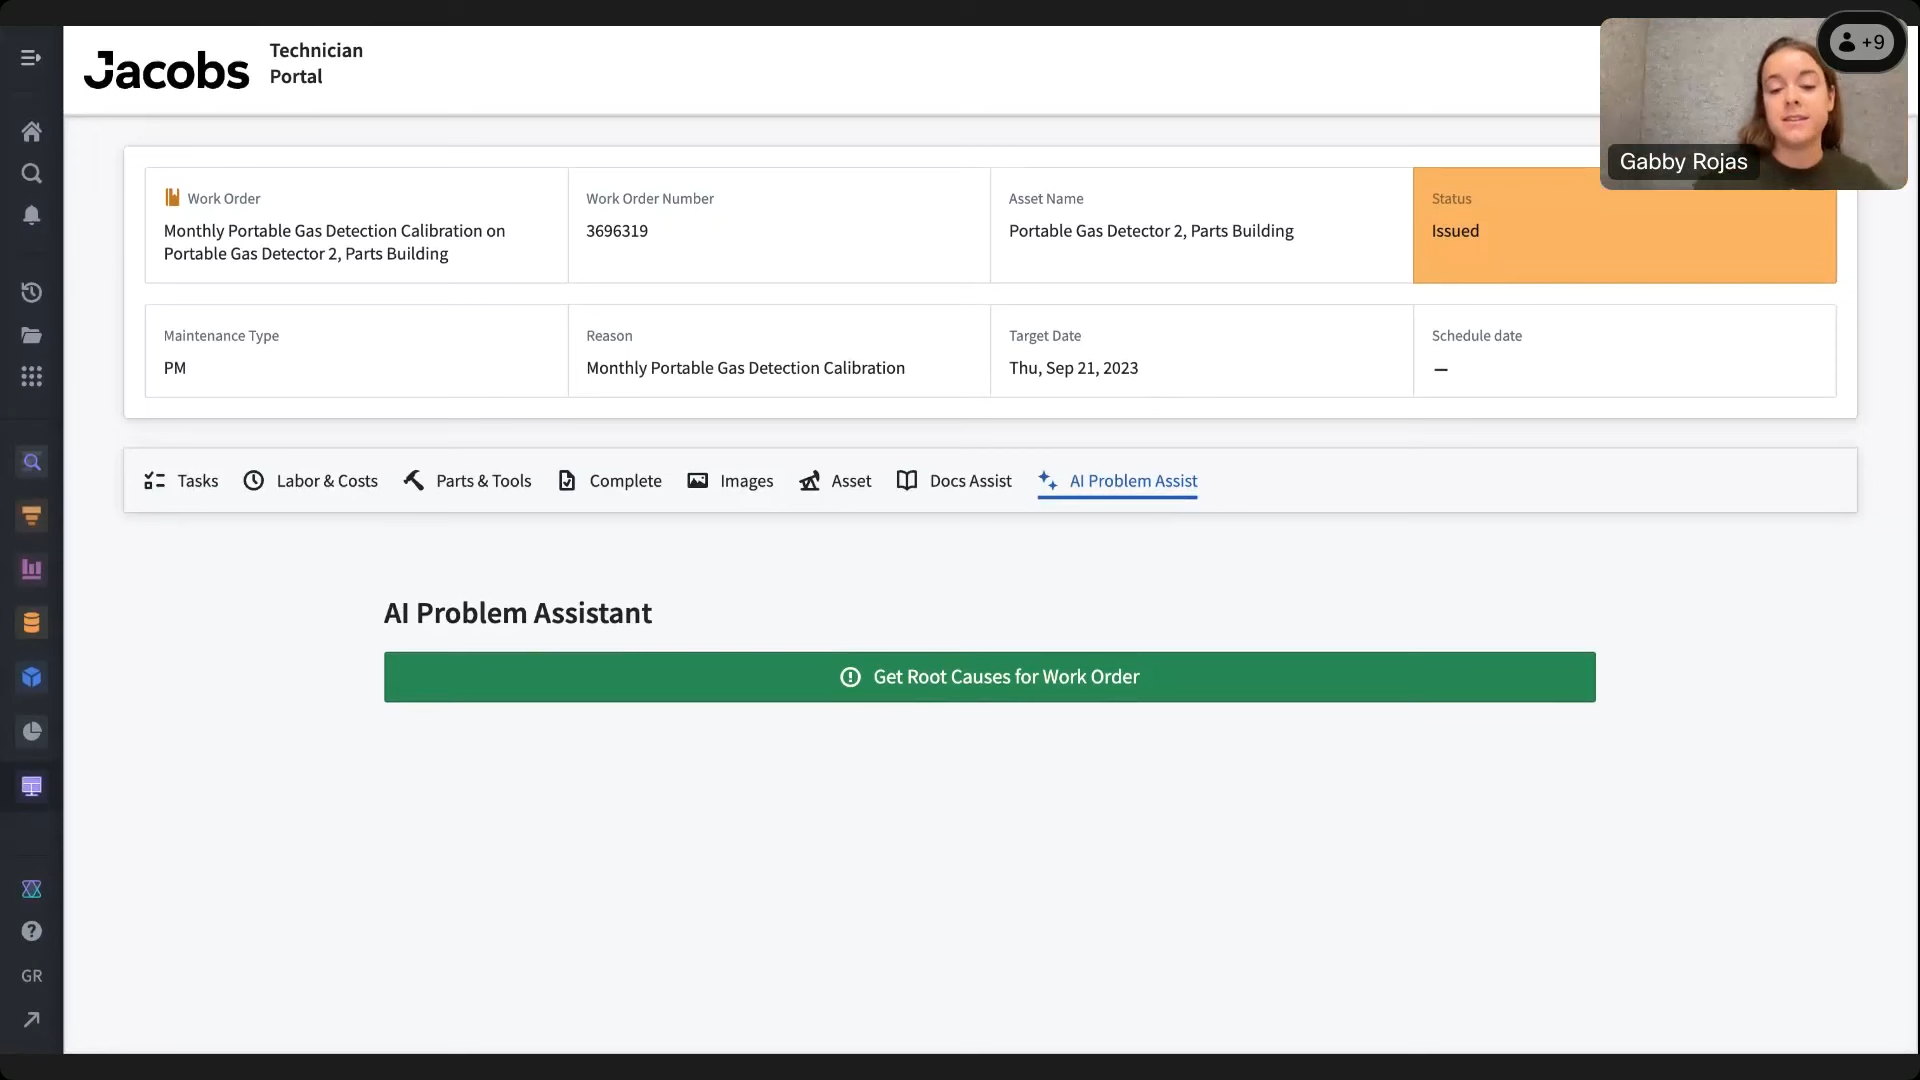 Jacobs
Technician
Portal
+9
Gabby Rojas
Work Order
Monthly Portable Gas Detection Calibration on
Portable Gas Detector 2, Parts Building
Work Order Number
3696319
Asset Name
Portable Gas Detector 2, Parts Building
Status
Issued
Maintenance Type
PM
Reason
Monthly Portable Gas Detection Calibration
Target Date
Thu, Sep 21, 2023
Schedule date
—
Tasks
Labor & Costs
Parts & Tools
Complete
Images
Asset
Docs Assist
AI Problem Assist
AI Problem Assistant
Get Root Causes for Work Order
GR